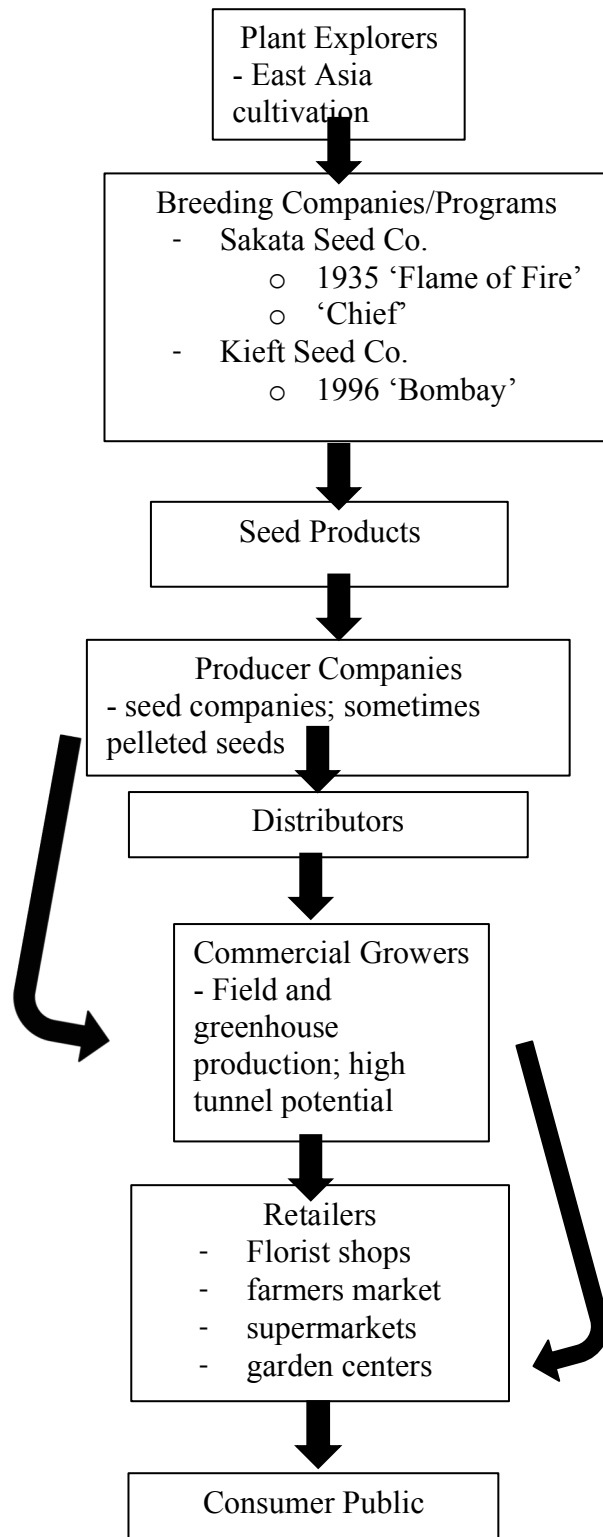 Plant Explorers
- East Asia
cultivation
Breeding Companies/Programs
- Sakata Seed Co.
o 1935 ‘Flame of Fire’
o ‘Chief’
- Kieft Seed Co.
o 1996 ‘Bombay’
Seed Products
Producer Companies
- seed companies; sometimes
pelleted seeds
Distributors
Commercial Growers
- Field and
greenhouse
production; high
tunnel potential
Retailers
- Florist shops
- farmers market
- supermarkets
- garden centers
Consumer Public